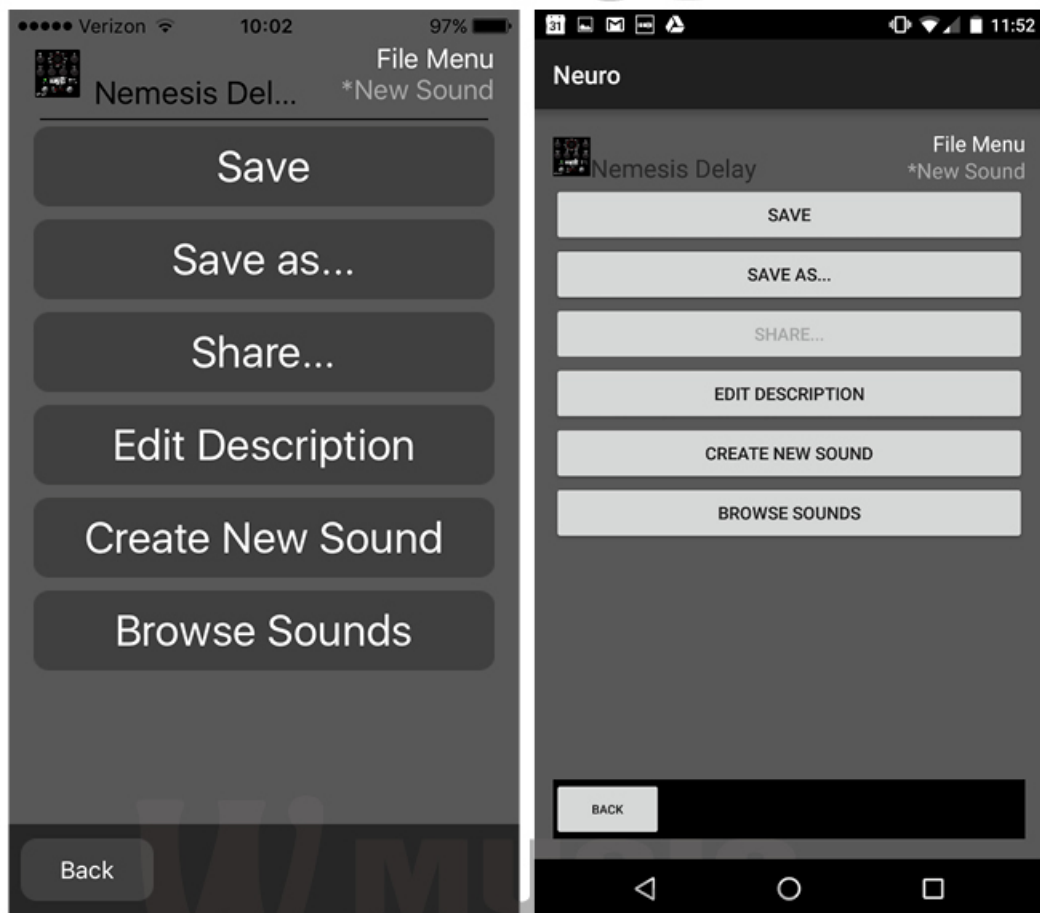 Verizon 10:02 97%
File Menu
Nemesis Del... *New Sound
Save
Save as...
Share...
Edit Description
Create New Sound
Browse Sounds
Back
31 11:52
Neuro
File Menu
Nemesis Delay *New Sound
SAVE
SAVE AS...
SHARE...
EDIT DESCRIPTION
CREATE NEW SOUND
BROWSE SOUNDS
BACK